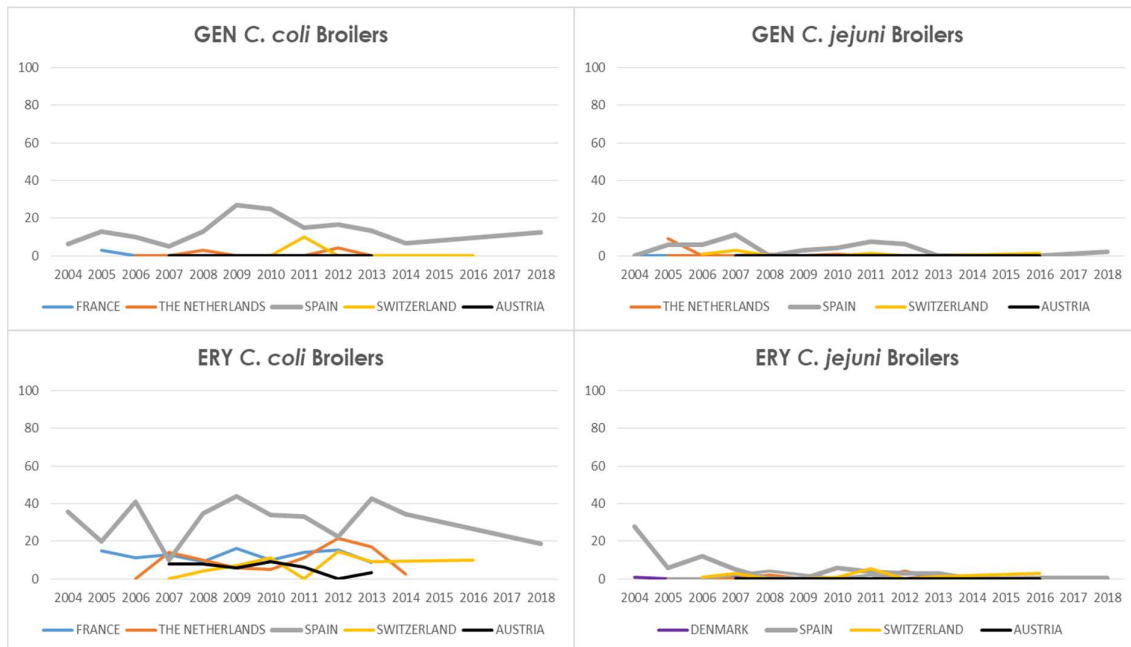 GEN C. coli Broilers
100
80
60
40
20
0
2004 2005 2006 2007 2008 2009 2010 2011 2012 2013 2014 2015 2016 2017 2018
FRANCE THE NETHERLANDS SPAIN SWITZERLAND AUSTRIA
GEN C. jejuni Broilers
100
80
60
40
20
0
2004 2005 2006 2007 2008 2009 2010 2011 2012 2013 2014 2015 2016 2017 2018
THE NETHERLANDS SPAIN SWITZERLAND AUSTRIA
ERY C. coli Broilers
100
80
60
40
20
0
2004 2005 2006 2007 2008 2009 2010 2011 2012 2013 2014 2015 2016 2017 2018
FRANCE THE NETHERLANDS SPAIN SWITZERLAND AUSTRIA
ERY C. jejuni Broilers
100
80
60
40
20
0
2004 2005 2006 2007 2008 2009 2010 2011 2012 2013 2014 2015 2016 2017 2018
DENMARK SPAIN SWITZERLAND AUSTRIA